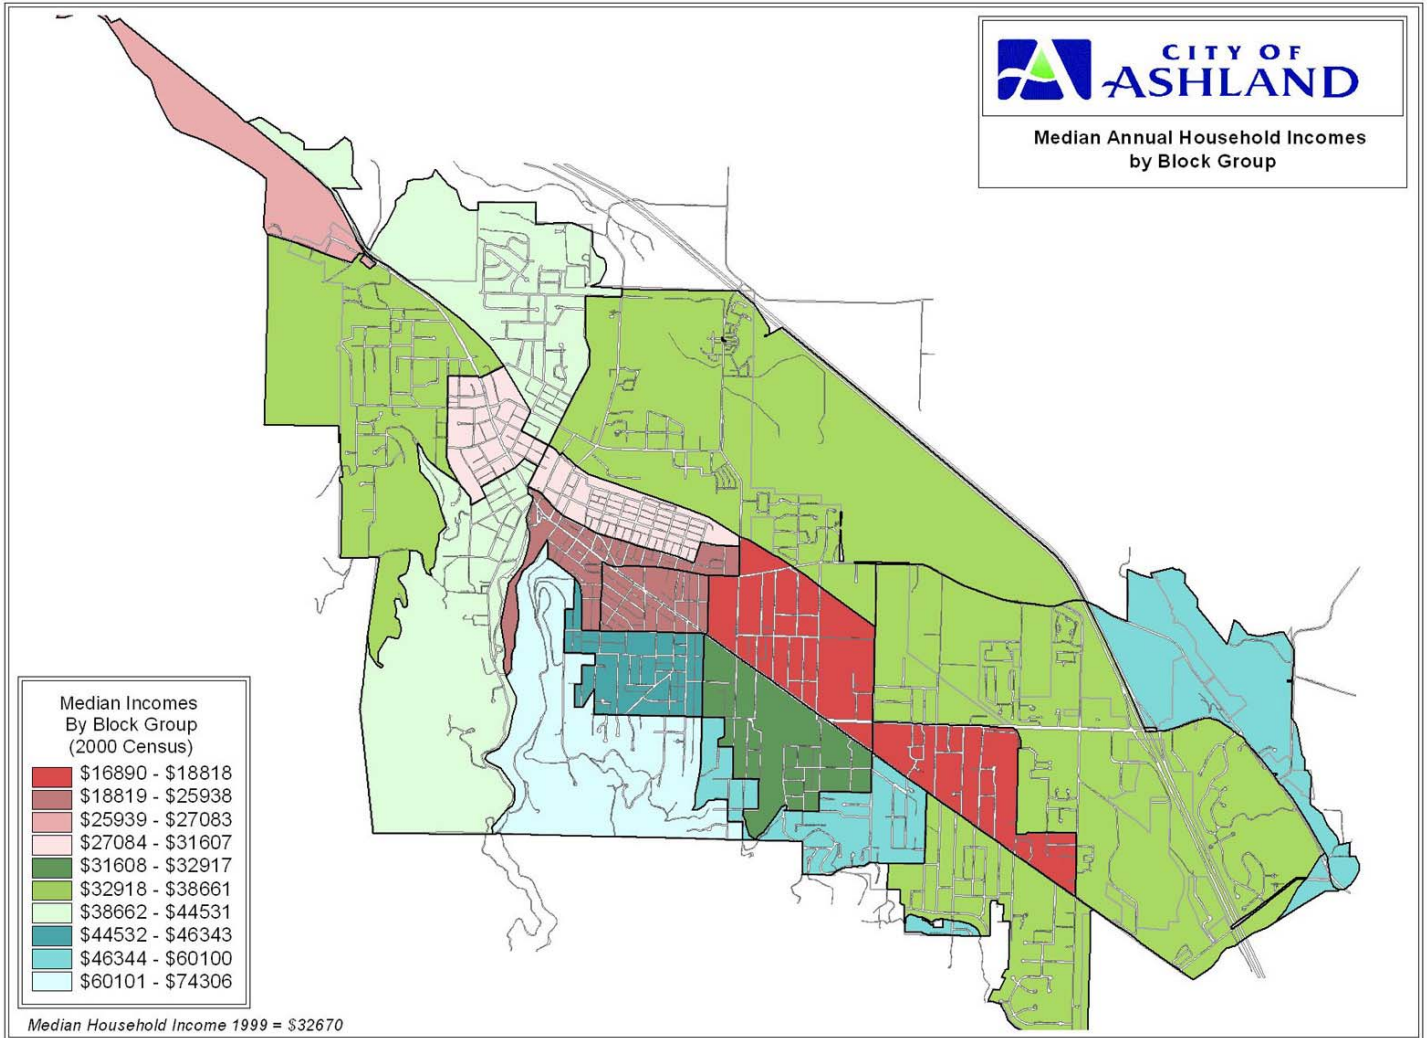 CITY OF
ASHLAND
Median Annual Household Incomes
by Block Group
Median Incomes
By Block Group
(2000 Census)
$16890 - $18818
$18819 - $25938
$25939 - $27083
$27084 - $31607
$31608 - $32917
$32918 - $38661
$38662 - $44531
$44532 - $46343
$46344 - $60100
$60101 - $74306
Median Household Income 1999 = $32670